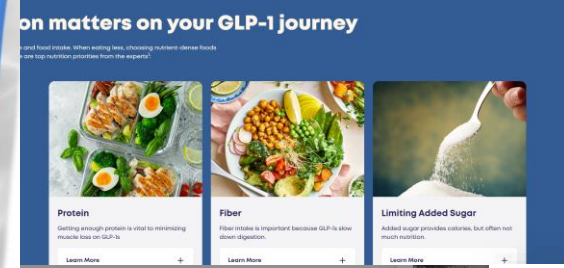 on matters on your GLP-1 journey
and food intake. When eating less, choosing nutrient-dense foods
are top nutrition priorities from the experts
Protein
Getting enough protein is vital to minimizing
muscle loss on GLP-1s
Learn More +
Fiber
Fiber intake is important because GLP-1s slow
down digestion.
Learn More +
Limiting Added Sugar
Added sugar provides calories, but often not
much nutrition.
Learn More +